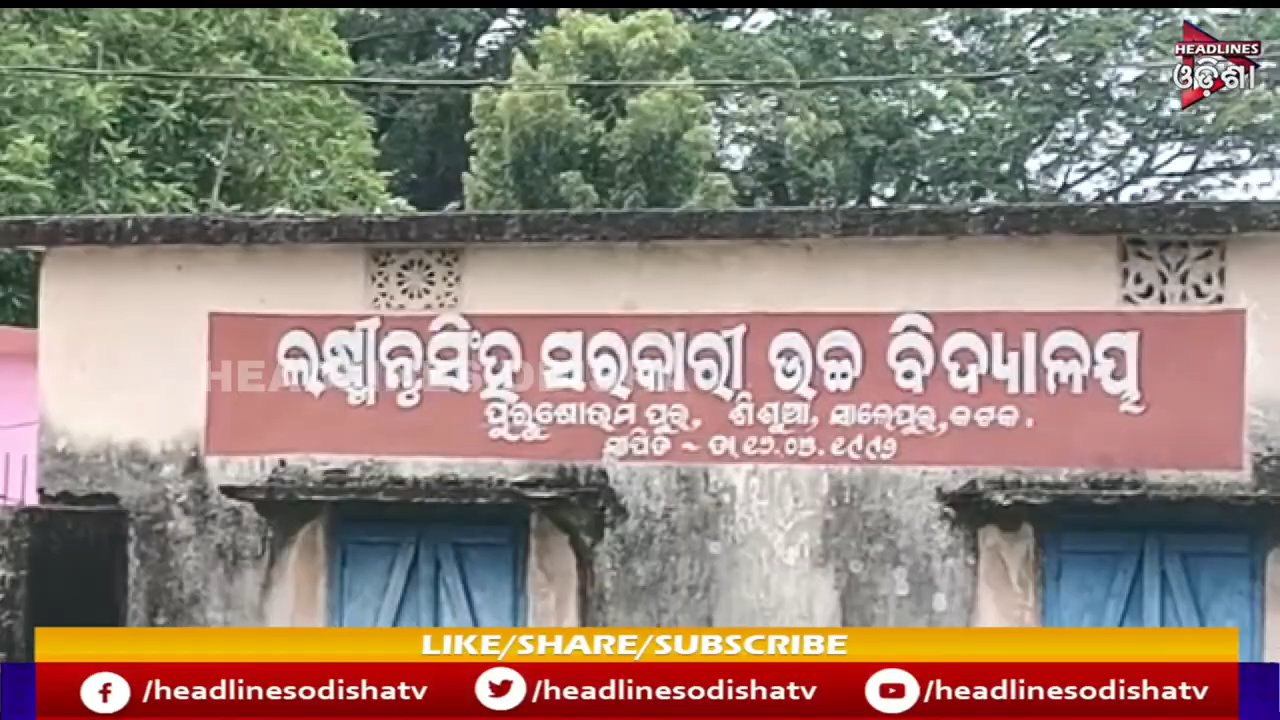 HEADLINES
ଓଡ଼ିଶା
ଲକ୍ଷ୍ମୀନୃସିଂହ ସରକାରୀ ଉଚ୍ଚ ବିଦ୍ୟାଳୟ
ପୁରୁଶୋତ୍ତମ ପୁର, ଶିଶୁଆ, ସାଲେପୁର, କଟକ .
ସ୍ଥାପିତ ~ ତା
LIKE/SHARE/SUBSCRIBE
/headlinesodishatv /headlinesodishatv /headlinesodishatv